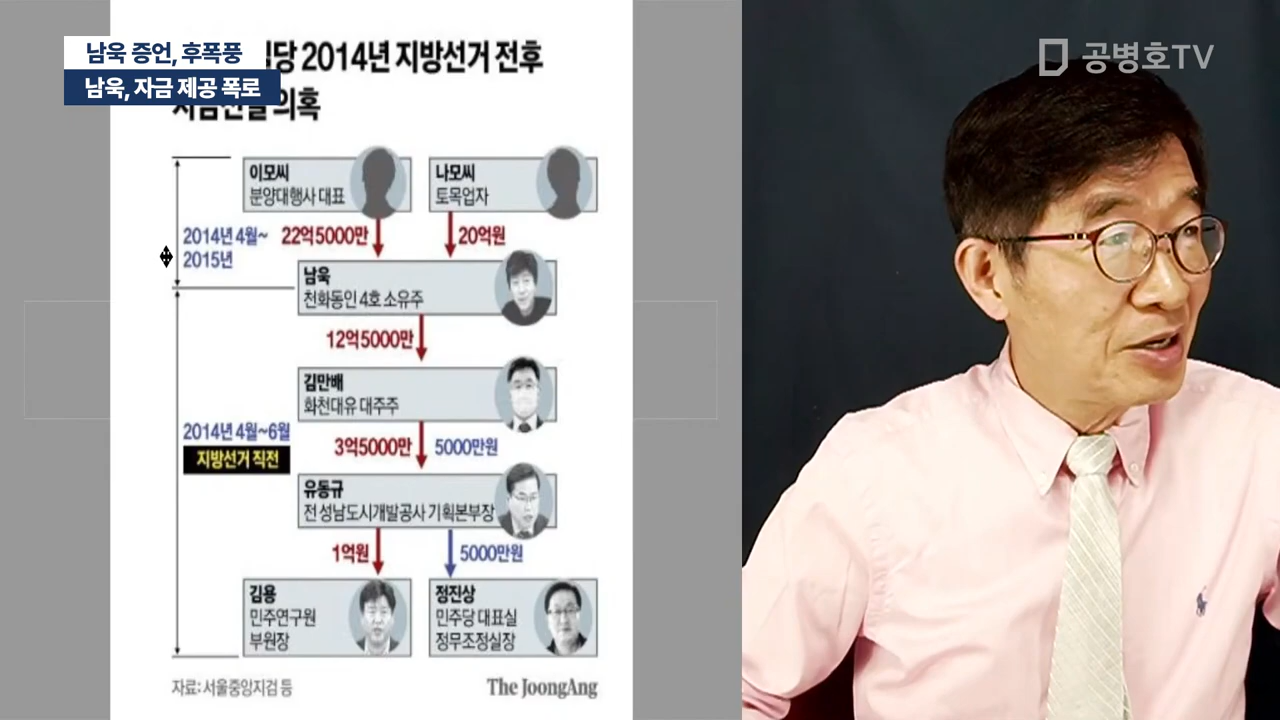 남욱 증언, 후폭풍
남욱, 자금 제공 폭로
당 2014년 지방선거 전후
의혹
이모씨
분양대행사 대표
나모씨
토목업자
2014년 4월~
2015년
22억 5000만
20억원
남욱
천화동인 4호 소유주
12억 5000만
김만배
화천대유 대주주
2014년 4월~6월
지방선거 직전
3억 5000만
5000만원
유동규
전 성남도시개발공사 기획본부장
1억원
5000만원
김용
민주연구원
부원장
정진상
민주당 대표실
정무조정실장
자료: 서울중앙지검 등
The JoongAng
공병호TV